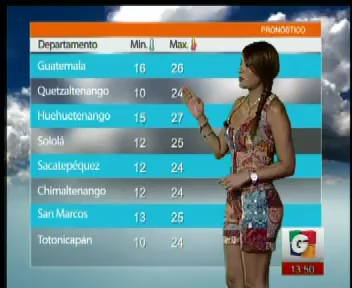 PRONÓSTICO
Departamento Min. Max.
Guatemala 16 26
Quetzaltenango 10 24
Huehuetenango 15 27
Sololá 12 25
Sacatepéquez 12 24
Chimaltenango 12 24
San Marcos 13 25
Totonicapán 10 24
G
13:50